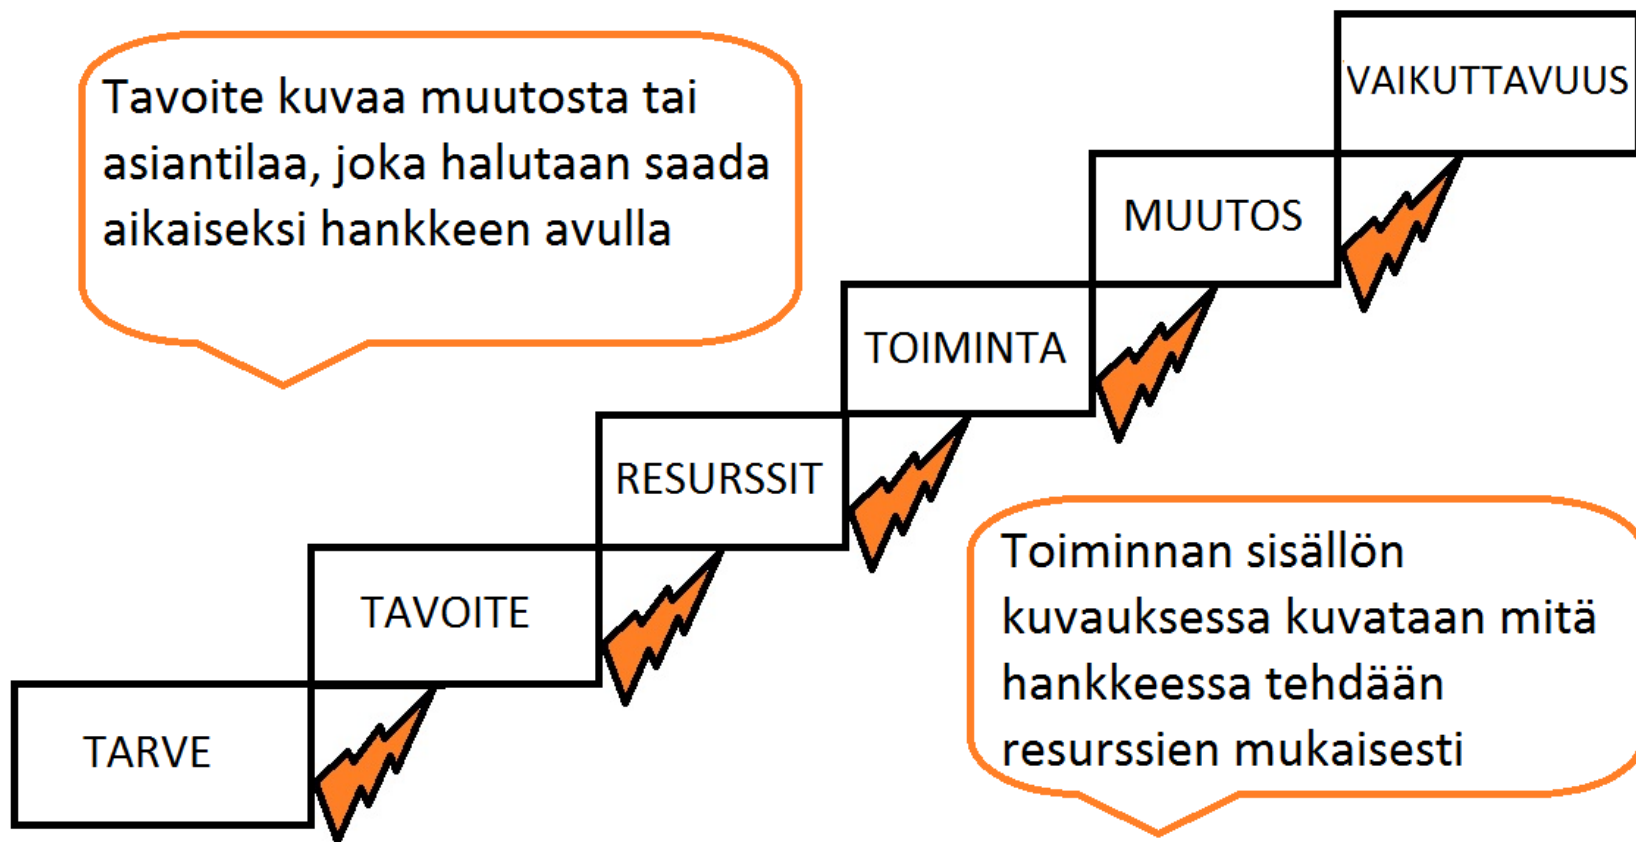 Tavoite kuvaa muutosta tai
asiantilaa, joka halutaan saada
aikaiseksi hankkeen avulla
VAIKUTTAVUUS
MUUTOS
TOIMINTA
RESURSSIT
TAVOITE
TARVE
Toiminnan sisällön
kuvauksessa kuvataan mitä
hankkeessa tehdään
resurssien mukaisesti